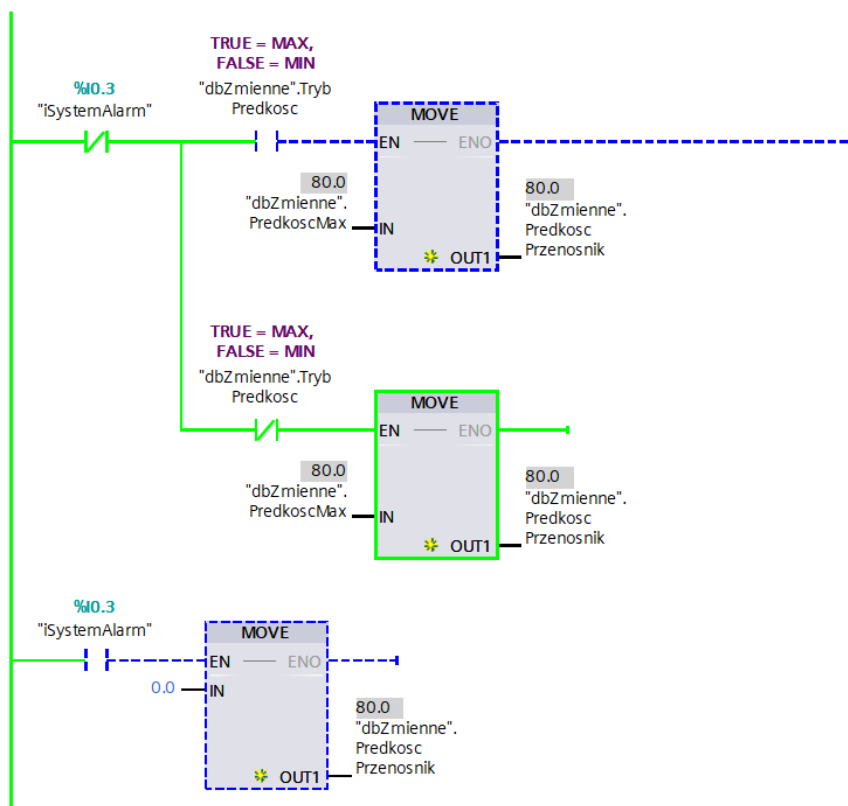 TRUE = MAX,
FALSE = MIN
%I0.3
"dbZmienne".Tryb
"iSystemAlarm"
Predkosc
MOVE
EN
ENO
80.0
"dbZmienne".
PredkoscMax
IN
80.0
"dbZmienne".
Predkosc
Przenosnik
OUT1
TRUE = MAX,
FALSE = MIN
"dbZmienne".Tryb
Predkosc
MOVE
EN
ENO
80.0
"dbZmienne".
PredkoscMax
IN
80.0
"dbZmienne".
Predkosc
Przenosnik
OUT1
%I0.3
"iSystemAlarm"
MOVE
EN
ENO
0.0
IN
80.0
"dbZmienne".
Predkosc
Przenosnik
OUT1